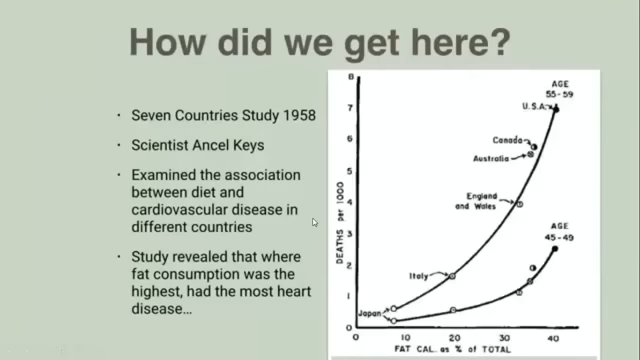 How did we get here?
· Seven Countries Study 1958
· Scientist Ancel Keys
· Examined the association
between diet and
cardiovascular disease in
different countries
· Study revealed that where
fat consumption was the
highest, had the most heart
disease...
8
7
6
5
4
3
2
1
0
DEATHS per 1000
AGE
55-59
U.S.A.
Canada
Australia
England
and Wales
AGE
45-49
Italy
Japan
0 10 20 30 40
FAT CAL. as % of TOTAL